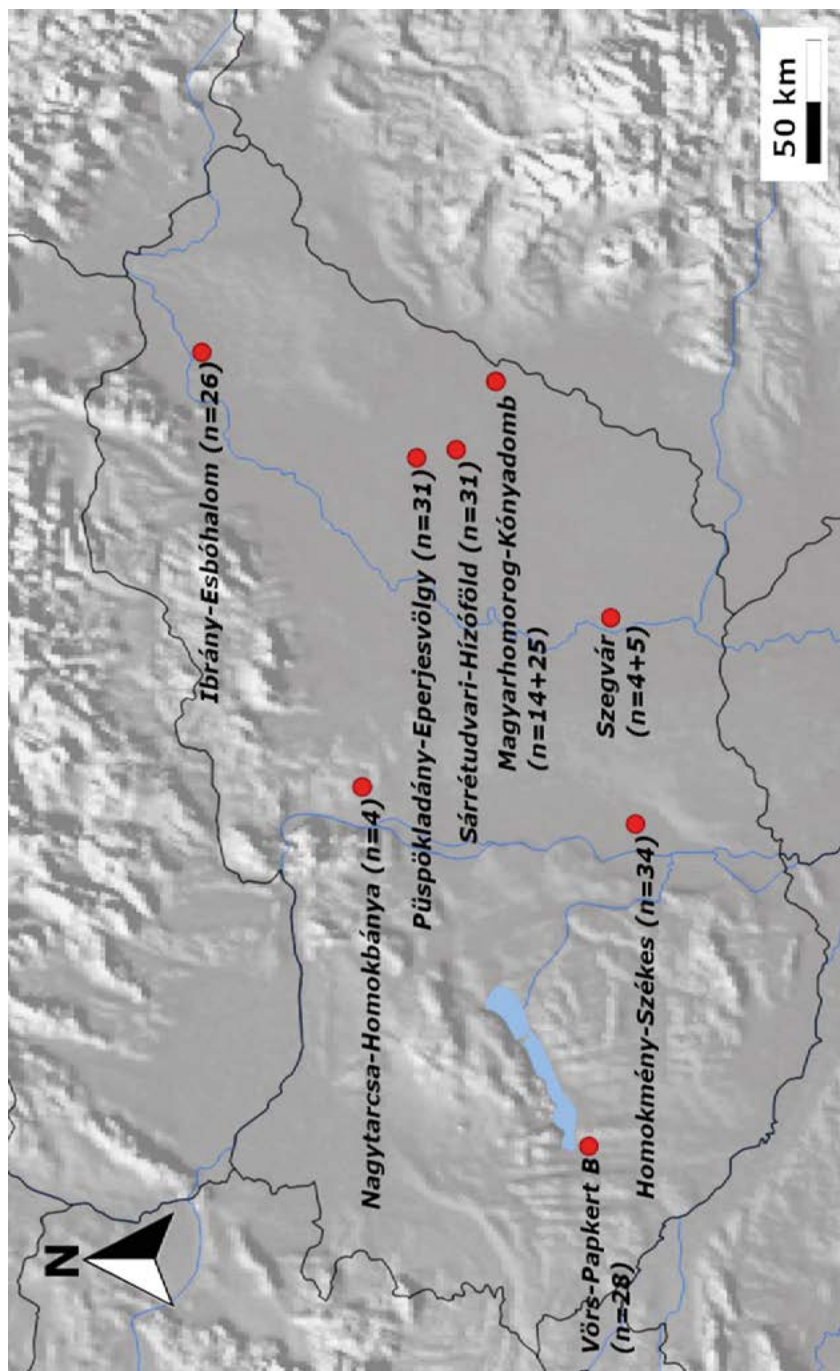 N
Ibrány-Esbóhalom (n=26)
Nagytarcsa-Homokbánya (n=4)
Püspökladány-Eperjesvölgy (n=31)
Sárrétudvari-Hízóföld (n=31)
Magyarhomorog-Kónyadomb
(n=14+25)
Szegvár
(n=4+5)
Vörs-Papkert B
(n=28)
Homokmény-Székes (n=34)
50 km